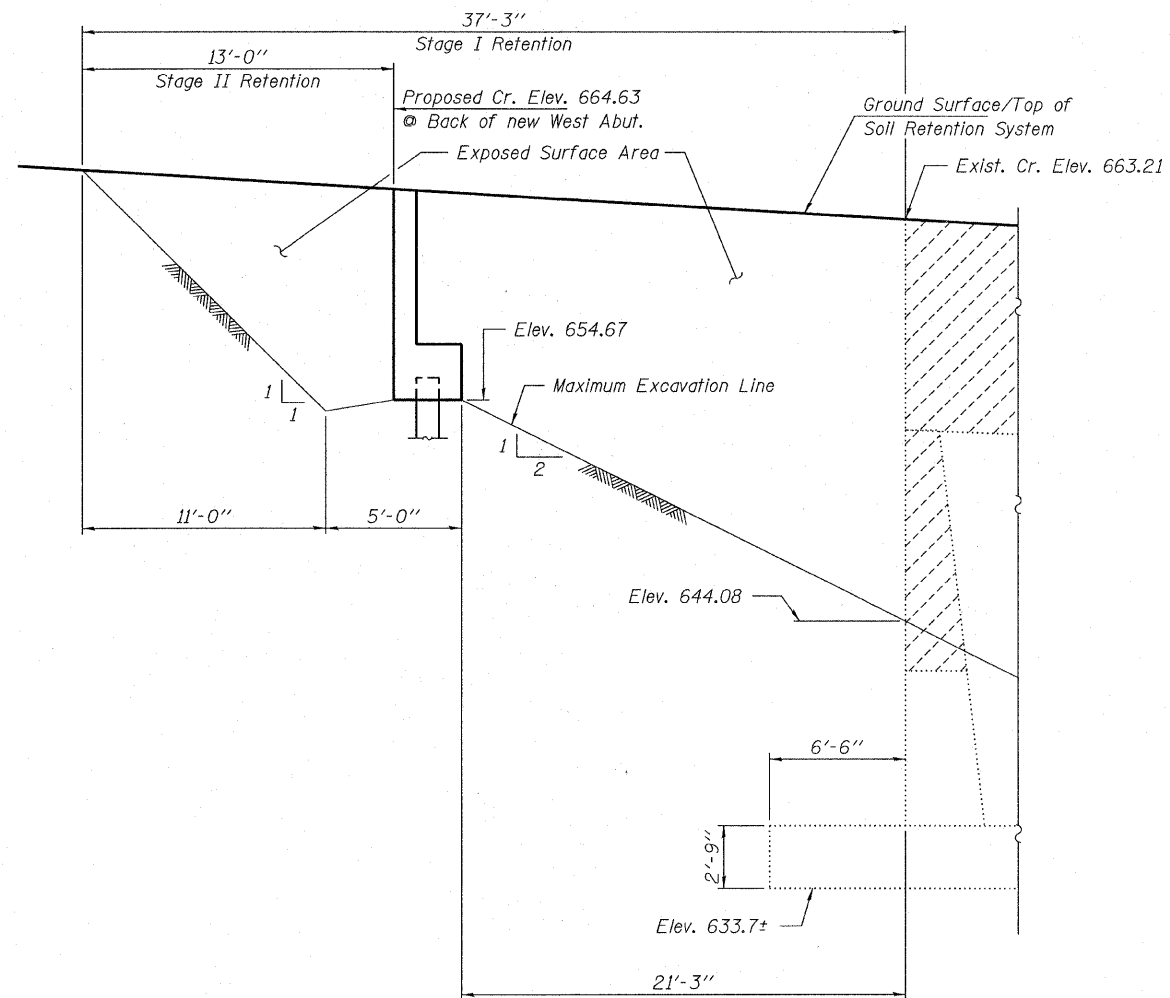 37'-3"
Stage I Retention
13'-0"
Stage II Retention
Proposed Cr. Elev. 664.63
@ Back of new West Abut.
Ground Surface/Top of
Soil Retention System
Exposed Surface Area
Exist. Cr. Elev. 663.21
Elev. 654.67
Maximum Excavation Line
1
1
1
2
11'-0"
5'-0"
Elev. 644.08
6'-6"
2'-9"
Elev. 633.7±
21'-3"